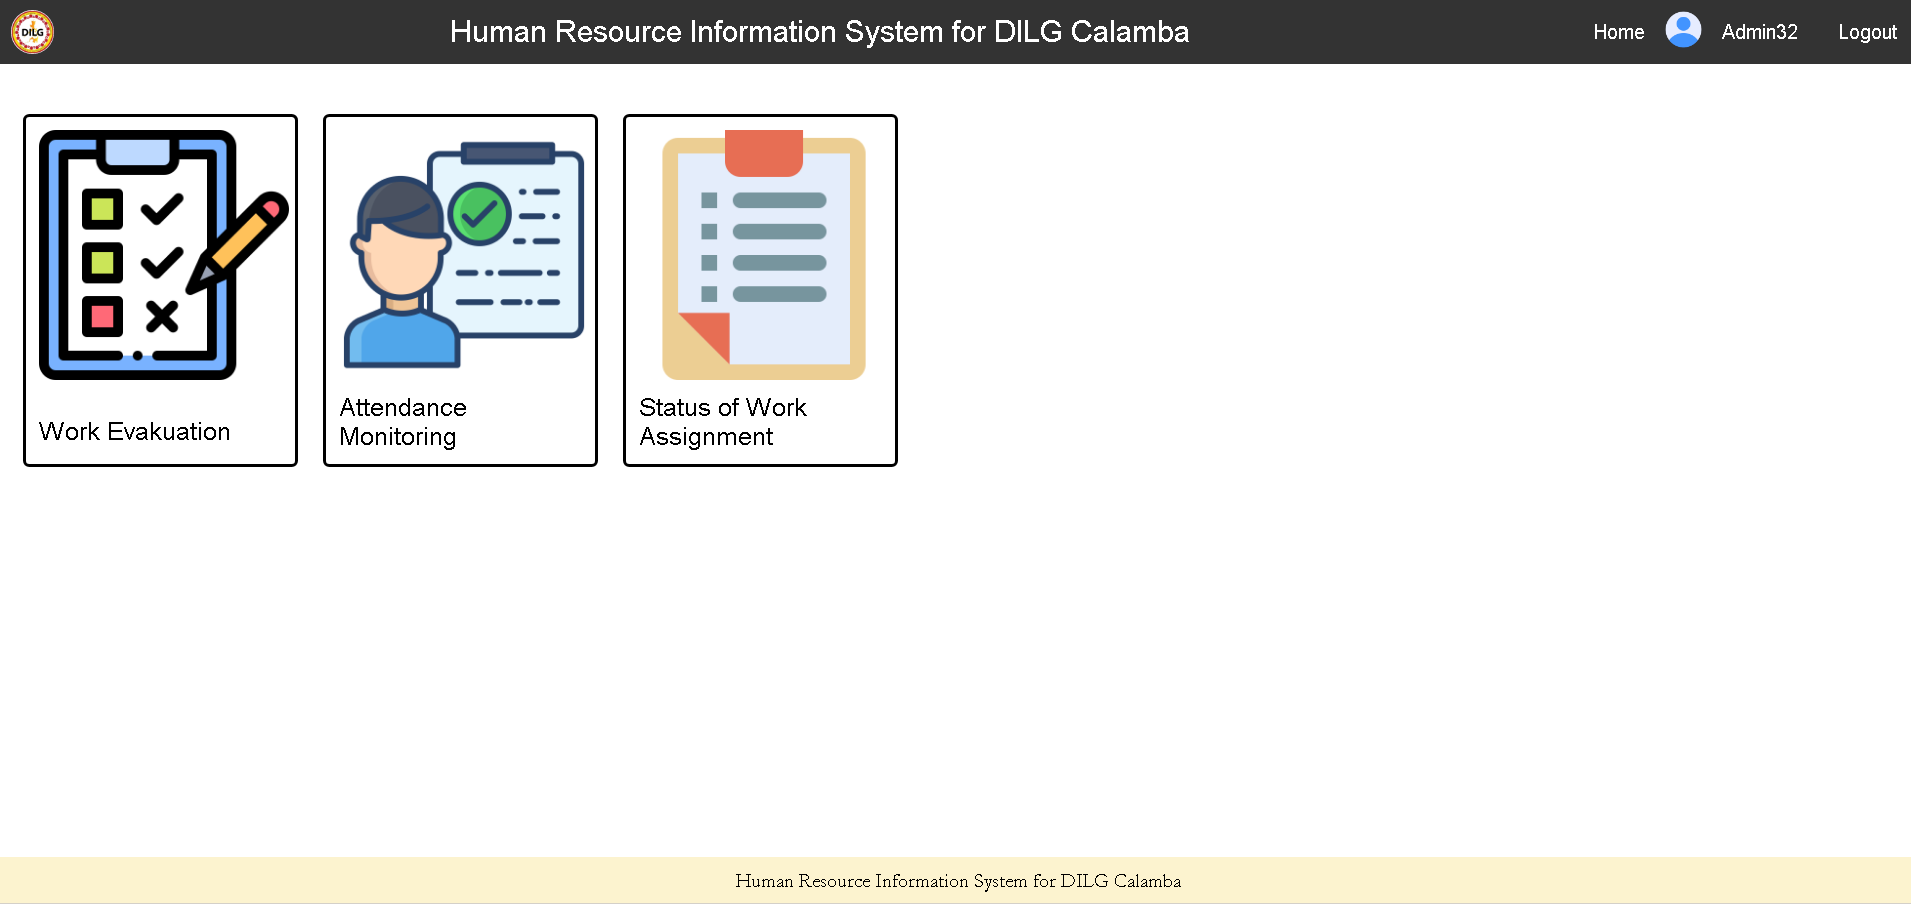 DILG
Human Resource Information System for DILG Calamba
Home
Admin32
Logout
Work Evakuation
Attendance
Monitoring
Status of Work
Assignment
Human Resource Information System for DILG Calamba